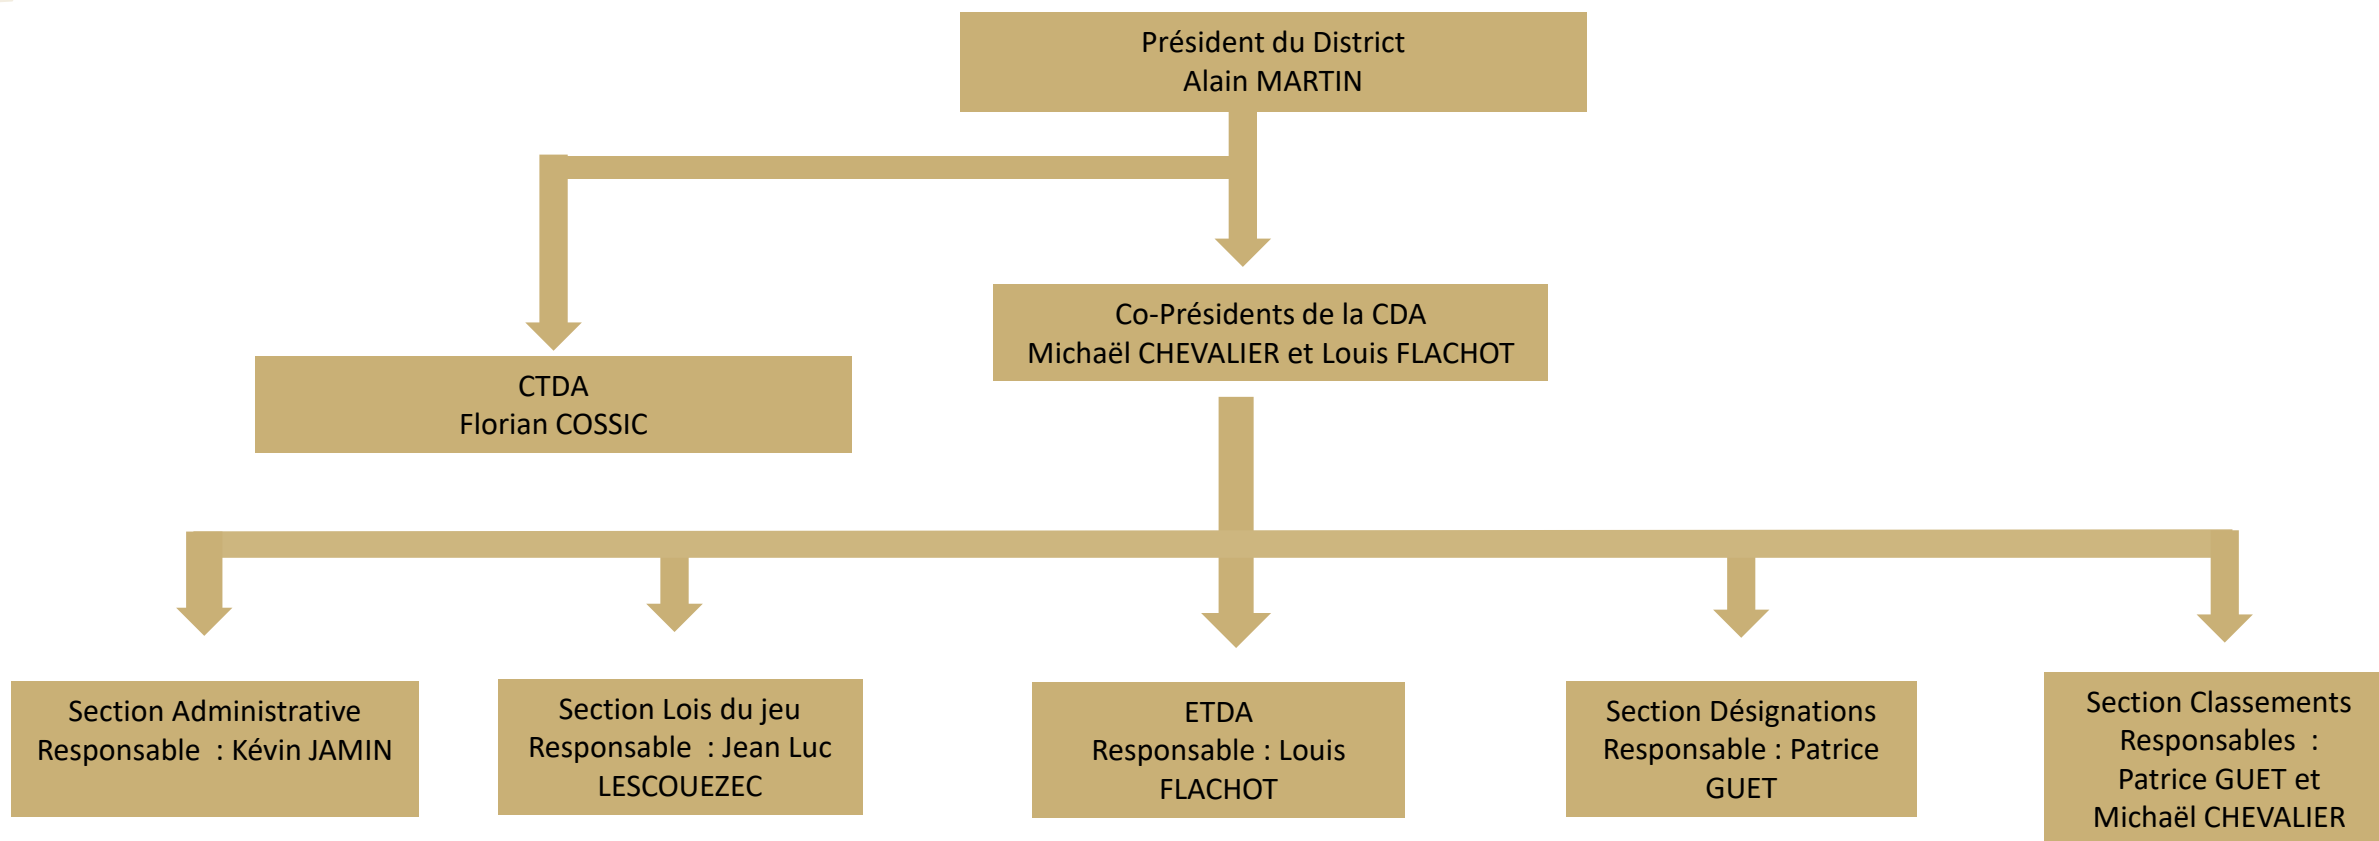 Président du District
Alain MARTIN
Co-Présidents de la CDA
Michaël CHEVALIER et Louis FLACHOT
CTDA
Florian COSSIC
Section Administrative
Responsable  : Kévin JAMIN
Section Lois du jeu
Responsable  : Jean Luc
LESCOUEZEC
ETDA
Responsable : Louis
FLACHOT
Section Désignations
Responsable : Patrice
GUET
Section Classements
Responsables  :
Patrice GUET et
Michaël CHEVALIER